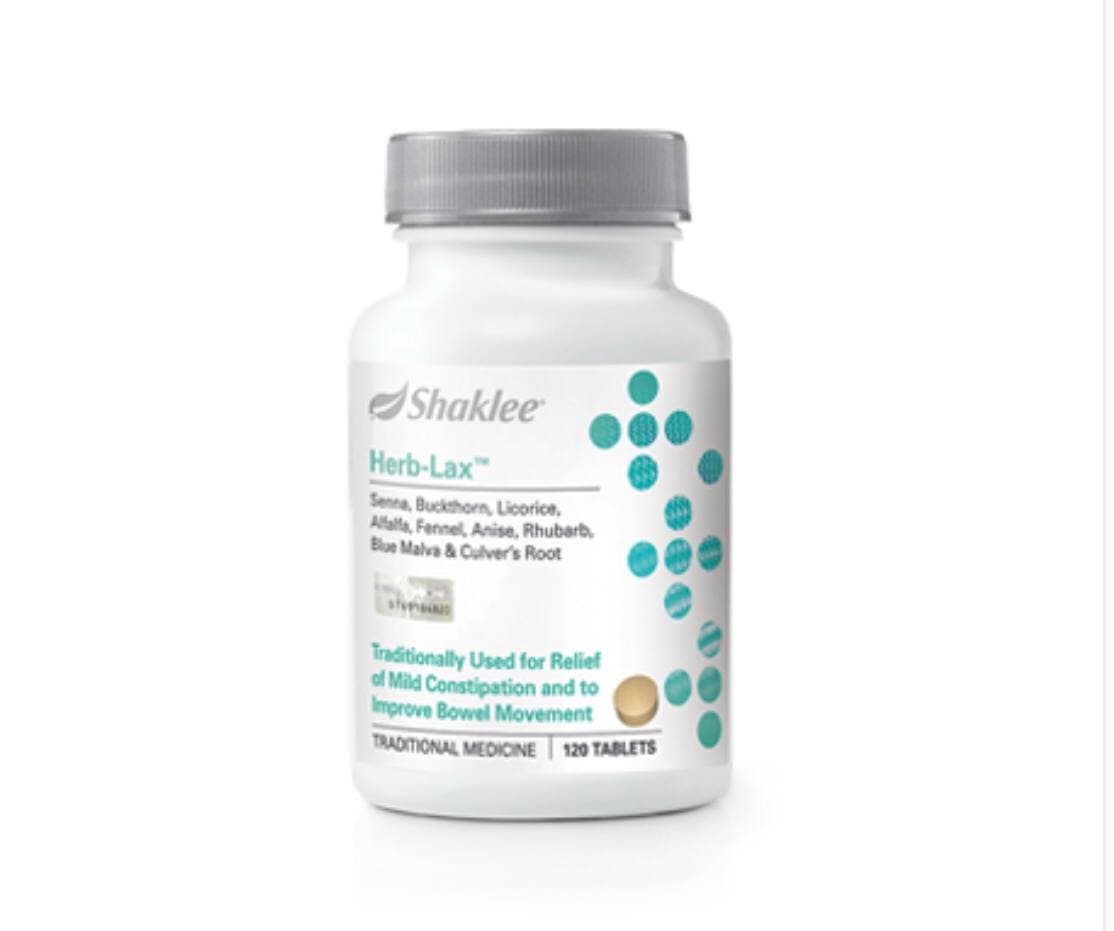 Shaklee®
Herb-Lax™
Senna, Buckthorn, Licorice,
Alfalfa, Fennel, Anise, Rhubarb,
Blue Malva & Culver's Root
Traditionally Used for Relief
of Mild Constipation and to
Improve Bowel Movement
TRADITIONAL MEDICINE | 120 TABLETS